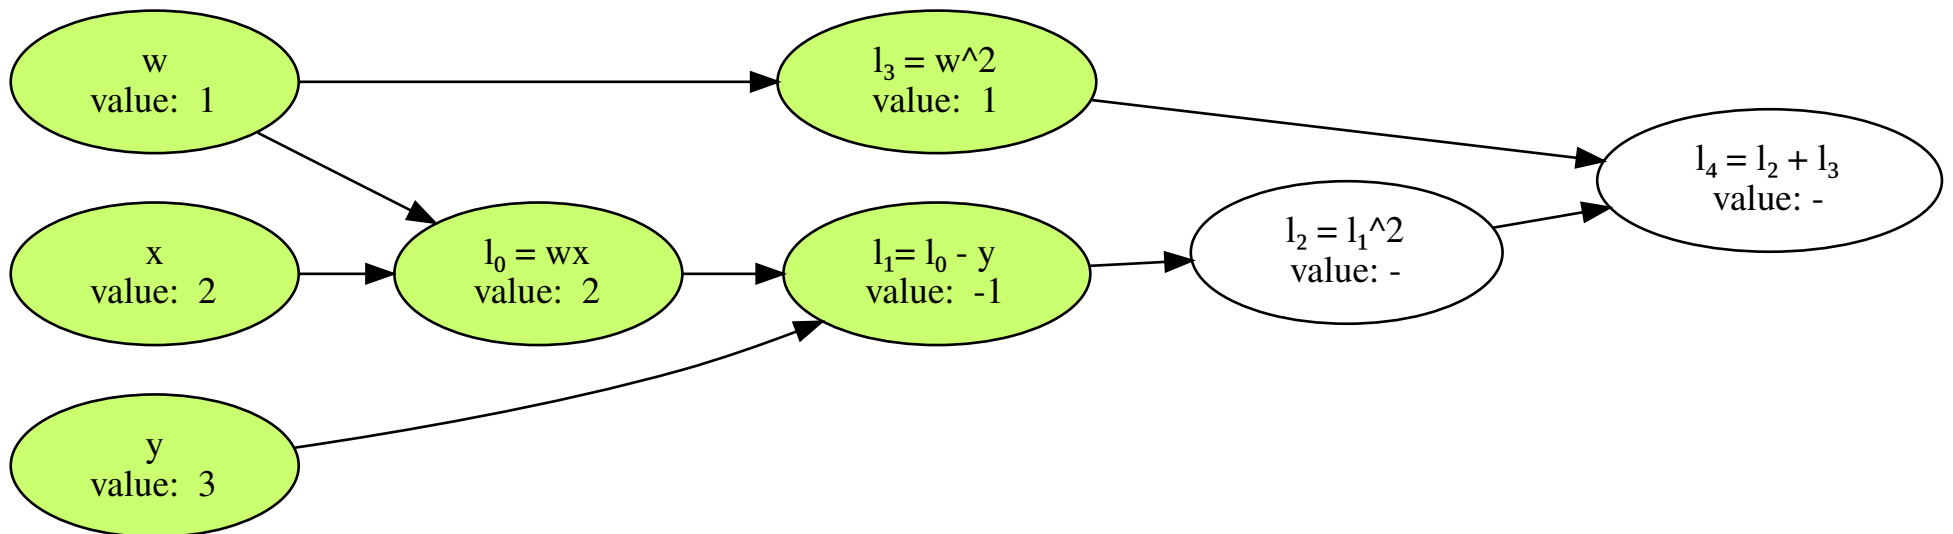 w
value:  1
l₃ = w^2
value:  1
l₄ = l₂ + l₃
value: -
x
value:  2
l₀ = wx
value:  2
l₁= l₀ - y
value:  -1
l₂ = l₁^2
value: -
y
value:  3